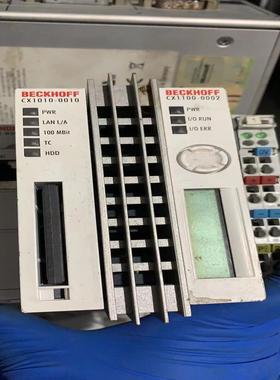 BECKHOFF
CX1010-0010
PWR
LAN L/A
100 MBit
TC
HDD
BECKHOFF
CX1100-0002
PWR
I/O RUN
I/O ERR